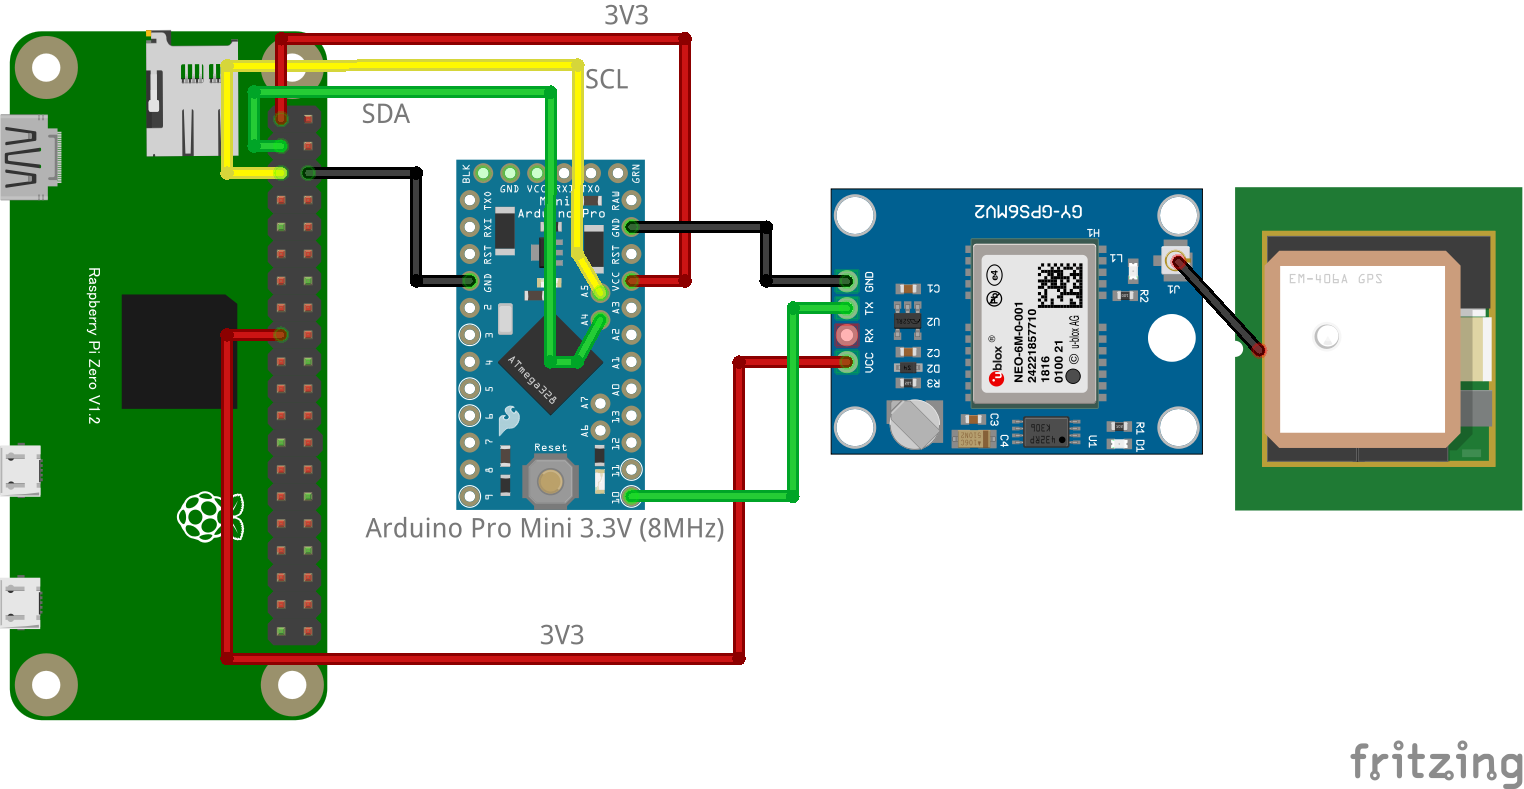 3V3
SCL
SDA
Raspberry Pi Zero V1.2
BLK
GND VCC RXI TXO
GRN
Mini
Arduino Pro
TXO
RXI
RST
GND
2
3
4
5
6
7
8
9
RAW
GND
RST
VCC
A3
A2
A1
A0
13
12
11
10
A5
A4
A7
A6
ATmega328
Reset
Arduino Pro Mini 3.3V (8MHz)
3V3
GY-GPS6MV2
H1
GND
TX
RX
VCC
C1
U2
C2
D2
R3
C3
C4
U1
R1
D1
L1
R2
J1
e4
ublox
NEO-6M-0-001
24221857710
1816
0100 21
© u-blox AG
EM-406A GPS
fritzing